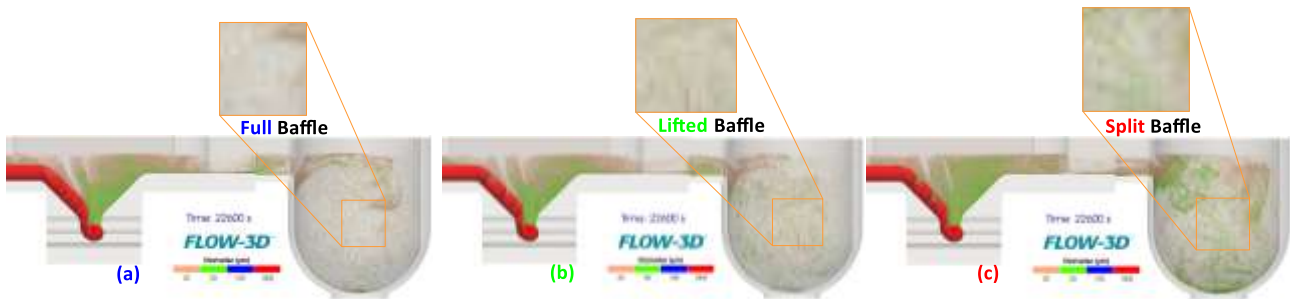 Full Baffle
Lifted Baffle
Split Baffle
Time: 22600 s
FLOW-3D
(a)
Time: 22600 s
FLOW-3D
(b)
Time: 22600 s
FLOW-3D
(c)